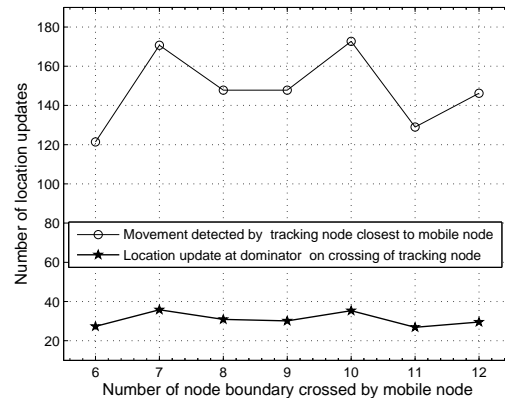 180
160
140
120
100
80
60
40
20
Number of location updates
Movement detected by tracking node closest to mobile node
Location update at dominator on crossing of tracking node
6 7 8 9 10 11 12
Number of node boundary crossed by mobile node